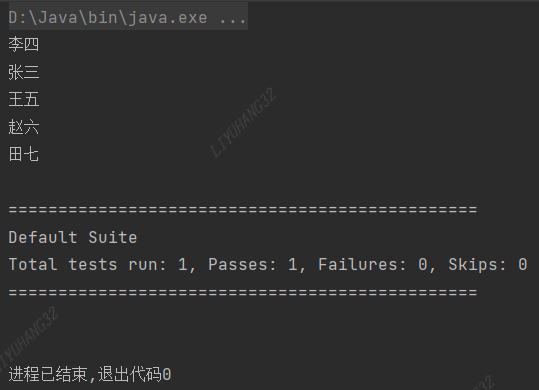 D:\Java\bin\java.exe ...
李四
张三
王五
赵六
田七
===============================================
Default Suite
Total tests run: 1, Passes: 1, Failures: 0, Skips: 0
===============================================
进程已结束,退出代码0
LIYUHANG32
LIYUHANG32